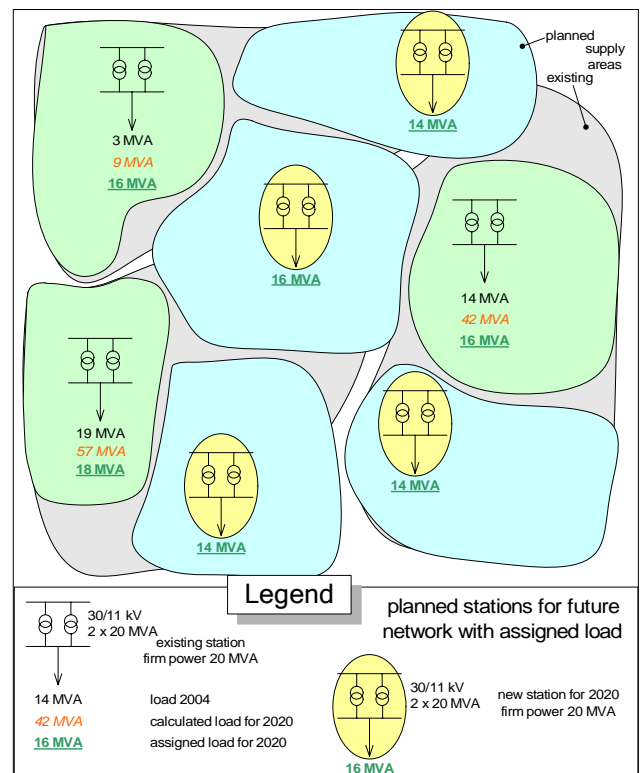 planned
supply
areas
existing
14 MVA
3 MVA
9 MVA
16 MVA
16 MVA
14 MVA
42 MVA
16 MVA
19 MVA
57 MVA
18 MVA
14 MVA
14 MVA
Legend
30/11 kV
2 x 20 MVA
existing station
firm power 20 MVA
14 MVA load 2004
42 MVA calculated load for 2020
16 MVA assigned load for 2020
planned stations for future
network with assigned load
30/11 kV
2 x 20 MVA
new station for 2020
firm power 20 MVA
16 MVA